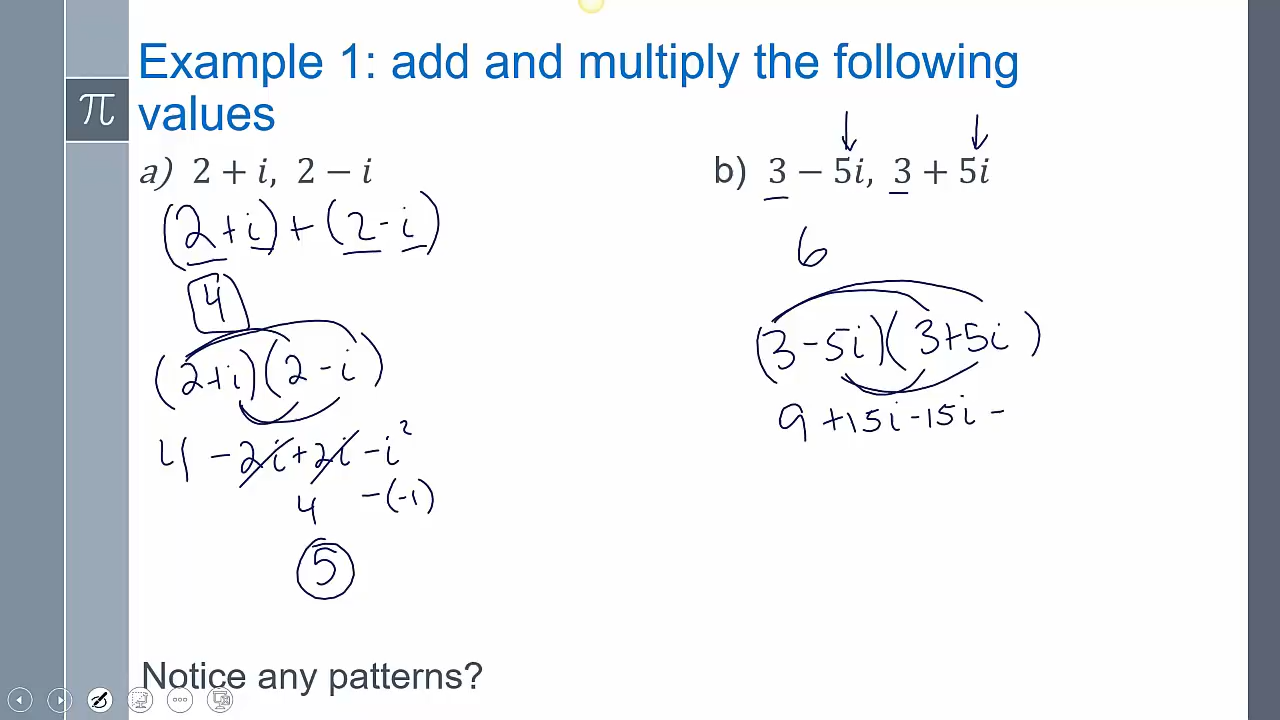 Example 1: add and multiply the following
values
π
a) 2 + i, 2 − i
(2+i)+(2-i)
4
(2+i)(2-i)
4 -2i+2i -i²
4 -(-1)
5
b) 3 − 5i, 3 + 5i
6
(3-5i)(3+5i)
9 +15i -15i -
Notice any patterns?